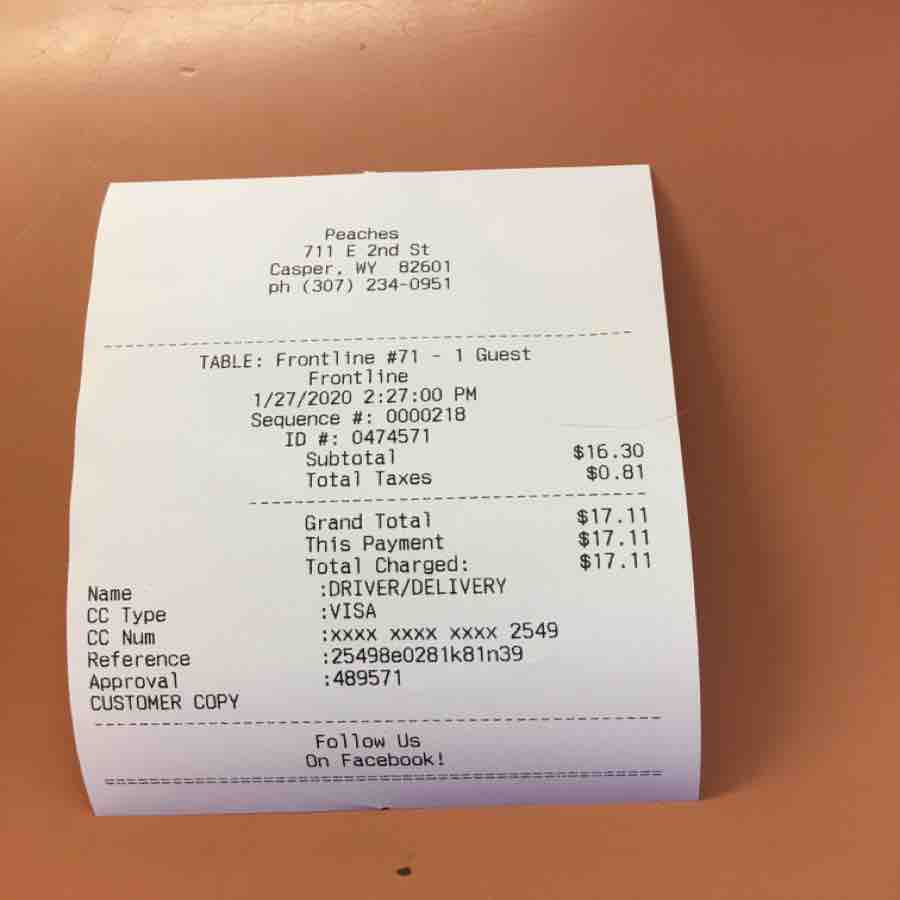 Peaches
711 E 2nd St
Casper, WY 82601
ph (307) 234-0951
TABLE: Frontline #71 - 1 Guest
Frontline
1/27/2020 2:27:00 PM
Sequence #: 0000218
ID #: 0474571
Subtotal $16.30
Total Taxes $0.81
Grand Total $17.11
This Payment $17.11
Total Charged: $17.11
Name :DRIVER/DELIVERY
CC Type :VISA
CC Num :xxxx xxxx xxxx 2549
Reference :25498e0281k81n39
Approval :489571
CUSTOMER COPY
Follow Us
On Facebook!